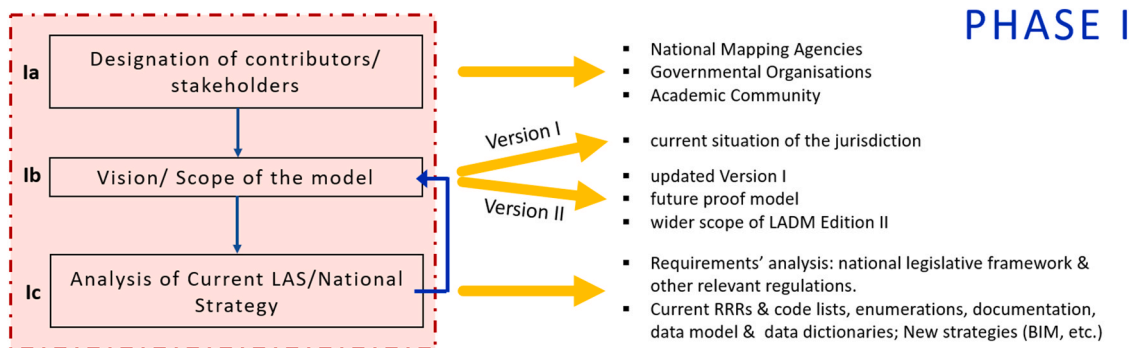 PHASE I
Ia
Designation of contributors/
stakeholders
▪ National Mapping Agencies
▪ Governmental Organisations
▪ Academic Community
Ib
Vision/ Scope of the model
Version I
▪ current situation of the jurisdiction
Version II
▪ updated Version I
▪ future proof model
▪ wider scope of LADM Edition II
Ic
Analysis of Current LAS/National
Strategy
▪ Requirements’ analysis: national legislative framework &
other relevant regulations.
▪ Current RRRs & code lists, enumerations, documentation,
data model & data dictionaries; New strategies (BIM, etc.)